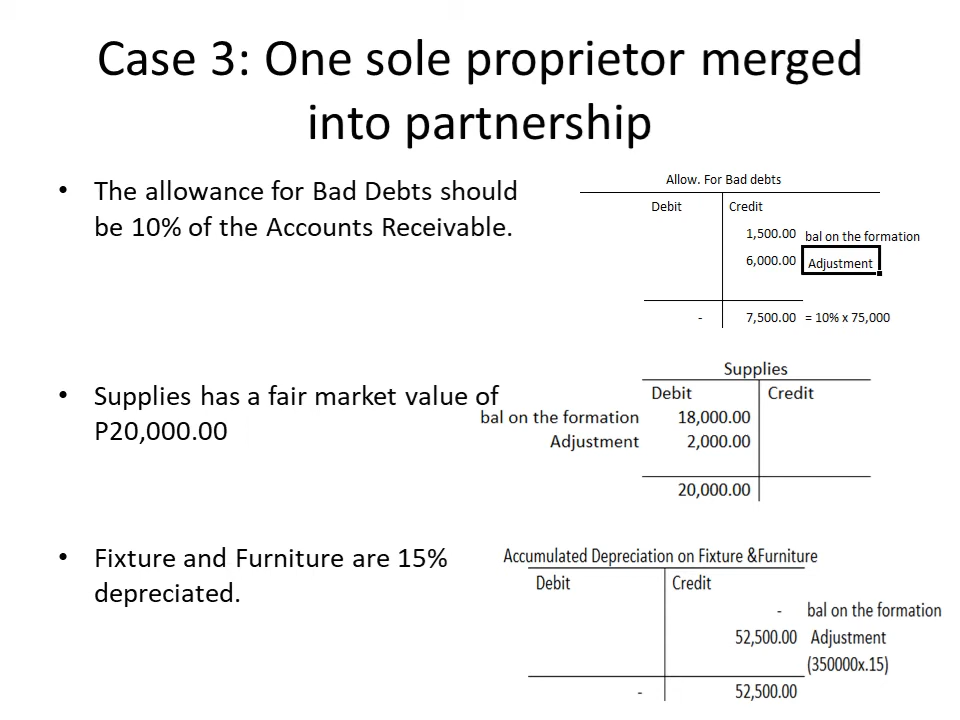 Case 3: One sole proprietor merged
into partnership
• The allowance for Bad Debts should
be 10% of the Accounts Receivable.
Allow. For Bad debts
Debit Credit
1,500.00 bal on the formation
6,000.00 Adjustment
- 7,500.00 = 10% x 75,000
• Supplies has a fair market value of
P20,000.00
Supplies
Debit Credit
bal on the formation 18,000.00
Adjustment 2,000.00
20,000.00
• Fixture and Furniture are 15%
depreciated.
Accumulated Depreciation on Fixture &Furniture
Debit Credit
- bal on the formation
52,500.00 Adjustment
(350000x.15)
- 52,500.00